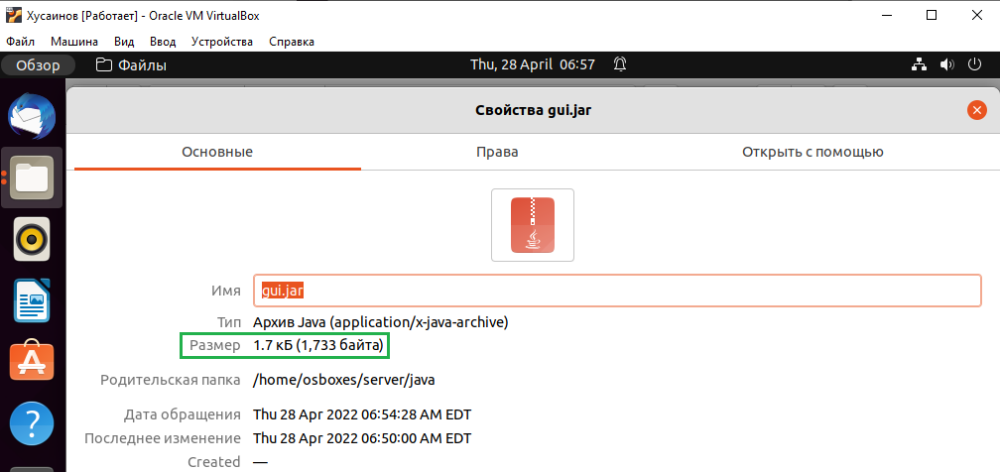 Хусаинов [Работает] - Oracle VM VirtualBox
Файл Машина Вид Ввод Устройства Справка
Обзор Файлы Thu, 28 April 06:57
Свойства gui.jar
Основные Права Открыть с помощью
Имя gui.jar
Тип Архив Java (application/x-java-archive)
Размер 1.7 кБ (1,733 байта)
Родительская папка /home/osboxes/server/java
Дата обращения Thu 28 Apr 2022 06:54:28 AM EDT
Последнее изменение Thu 28 Apr 2022 06:50:00 AM EDT
Created —